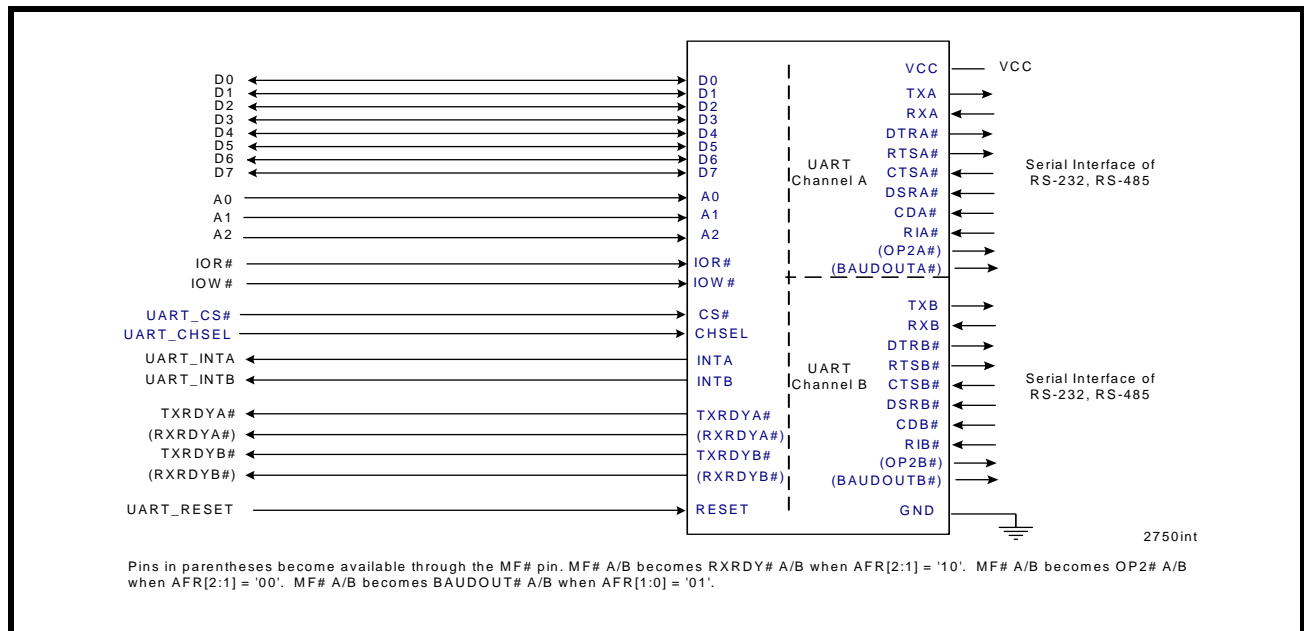 D0
D1
D2
D3
D4
D5
D6
D7
A0
A1
A2
IOR#
IOW#
UART_CS#
UART_CHSEL
UART_INTA
UART_INTB
TXRDYA#
(RXRDYA#)
TXRDYB#
(RXRDYB#)
UART_RESET
D0
D1
D2
D3
D4
D5
D6
D7
A0
A1
A2
IOR#
IOW#
CS#
CHSEL
INTA
INTB
TXRDYA#
(RXRDYA#)
TXRDYB#
(RXRDYB#)
RESET
UART
Channel A
UART
Channel B
VCC
TXA
RXA
DTRA#
RTSA#
CTSA#
DSRA#
CDA#
RIA#
(OP2A#)
(BAUDOUTA#)
TXB
RXB
DTRB#
RTSB#
CTSB#
DSRB#
CDB#
RIB#
(OP2B#)
(BAUDOUTB#)
GND
VCC
Serial Interface of
RS-232, RS-485
Serial Interface of
RS-232, RS-485
2750int
Pins in parentheses become available through the MF# pin. MF# A/B becomes RXRDY# A/B when AFR[2:1] = '10'. MF# A/B becomes OP2# A/B
when AFR[2:1] = '00'. MF# A/B becomes BAUDOUT# A/B when AFR[1:0] = '01'.